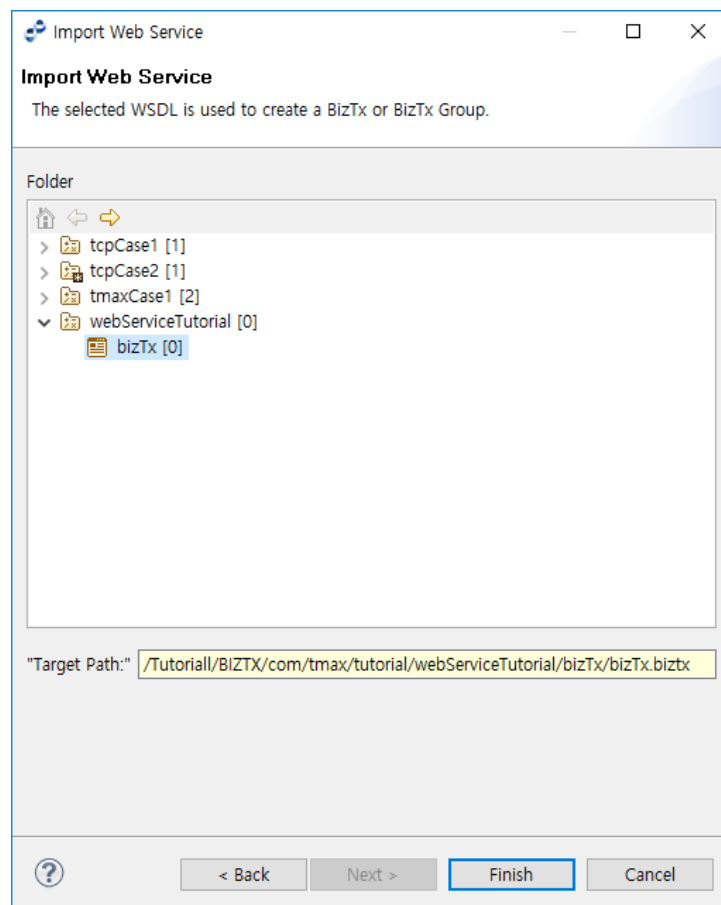 Import Web Service
Import Web Service
The selected WSDL is used to create a BizTx or BizTx Group.
Folder
tcpCase1 [1]
tcpCase2 [1]
tmaxCase1 [2]
webServiceTutorial [0]
bizTx [0]
"Target Path:" /Tutoriall/BIZTX/com/tmax/tutorial/webServiceTutorial/bizTx/bizTx.biztx
? < Back Next > Finish Cancel